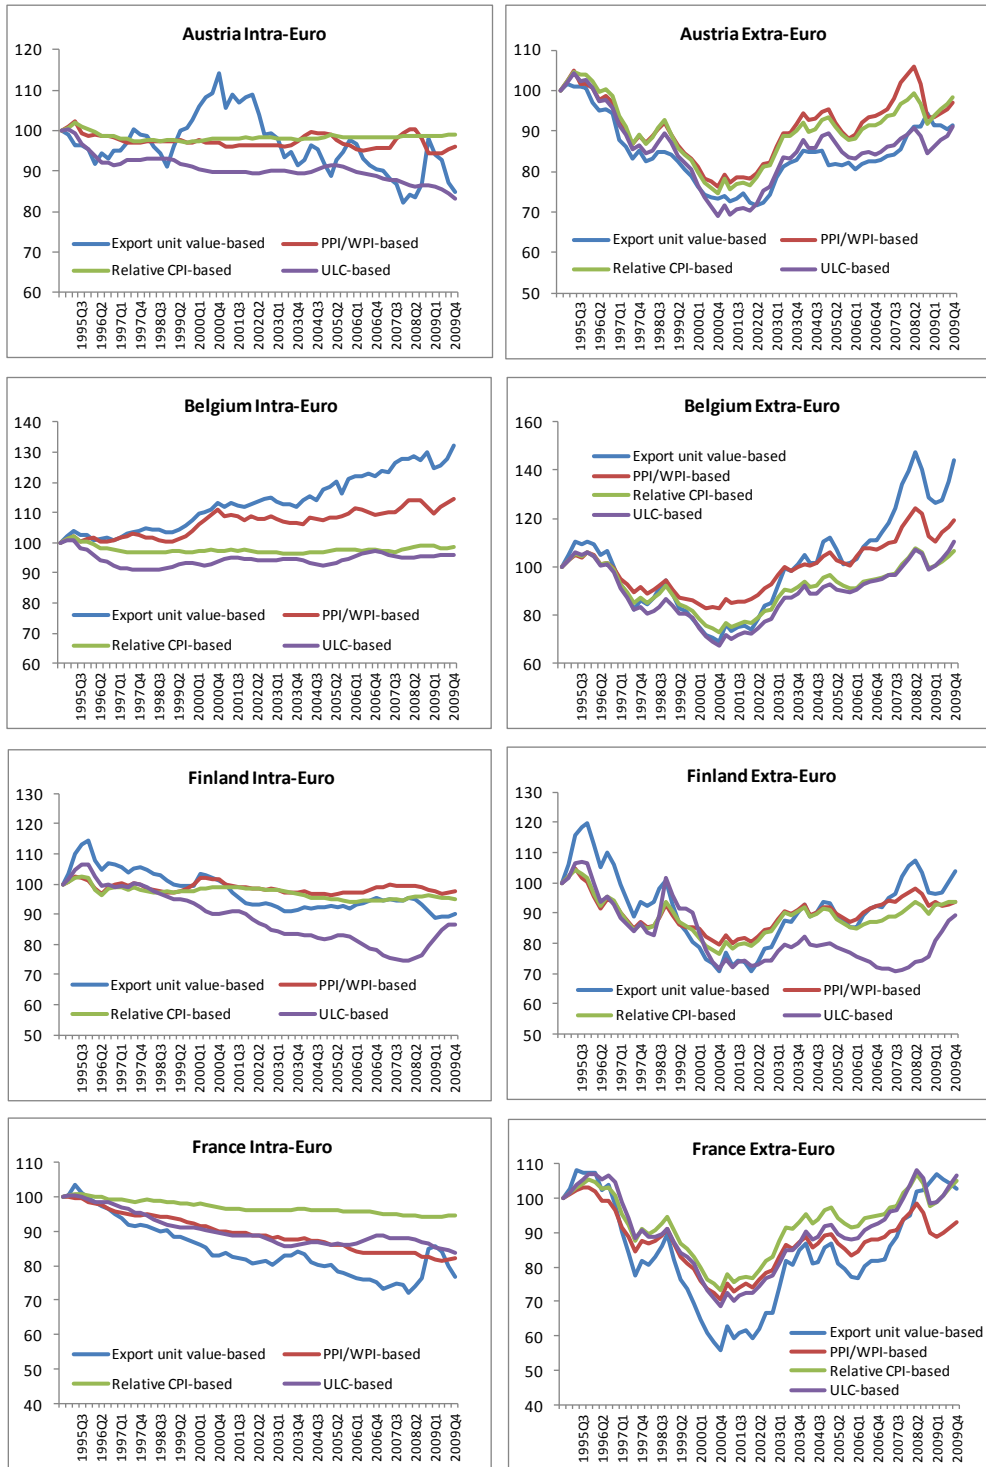 Austria Intra-Euro
120
110
100
90
80
70
60
Export unit value-based
PPI/WPI-based
Relative CPI-based
ULC-based
1995Q3
1996Q2
1997Q1
1997Q4
1998Q3
1999Q2
2000Q1
2000Q4
2001Q3
2002Q2
2003Q1
2003Q4
2004Q3
2005Q2
2006Q1
2006Q4
2007Q3
2008Q2
2009Q1
2009Q4
Austria Extra-Euro
110
100
90
80
70
60
50
Export unit value-based
PPI/WPI-based
Relative CPI-based
ULC-based
1995Q3
1996Q2
1997Q1
1997Q4
1998Q3
1999Q2
2000Q1
2000Q4
2001Q3
2002Q2
2003Q1
2003Q4
2004Q3
2005Q2
2006Q1
2006Q4
2007Q3
2008Q2
2009Q1
2009Q4
Belgium Intra-Euro
140
130
120
110
100
90
80
70
60
Export unit value-based
PPI/WPI-based
Relative CPI-based
ULC-based
1995Q3
1996Q2
1997Q1
1997Q4
1998Q3
1999Q2
2000Q1
2000Q4
2001Q3
2002Q2
2003Q1
2003Q4
2004Q3
2005Q2
2006Q1
2006Q4
2007Q3
2008Q2
2009Q1
2009Q4
Belgium Extra-Euro
160
140
120
100
80
60
Export unit value-based
PPI/WPI-based
Relative CPI-based
ULC-based
1995Q3
1996Q2
1997Q1
1997Q4
1998Q3
1999Q2
2000Q1
2000Q4
2001Q3
2002Q2
2003Q1
2003Q4
2004Q3
2005Q2
2006Q1
2006Q4
2007Q3
2008Q2
2009Q1
2009Q4
Finland Intra-Euro
130
120
110
100
90
80
70
60
50
Export unit value-based
PPI/WPI-based
Relative CPI-based
ULC-based
1995Q3
1996Q2
1997Q1
1997Q4
1998Q3
1999Q2
2000Q1
2000Q4
2001Q3
2002Q2
2003Q1
2003Q4
2004Q3
2005Q2
2006Q1
2006Q4
2007Q3
2008Q2
2009Q1
2009Q4
Finland Extra-Euro
130
120
110
100
90
80
70
60
50
Export unit value-based
PPI/WPI-based
Relative CPI-based
ULC-based
1995Q3
1996Q2
1997Q1
1997Q4
1998Q3
1999Q2
2000Q1
2000Q4
2001Q3
2002Q2
2003Q1
2003Q4
2004Q3
2005Q2
2006Q1
2006Q4
2007Q3
2008Q2
2009Q1
2009Q4
France Intra-Euro
110
100
90
80
70
60
50
40
Export unit value-based
PPI/WPI-based
Relative CPI-based
ULC-based
1995Q3
1996Q2
1997Q1
1997Q4
1998Q3
1999Q2
2000Q1
2000Q4
2001Q3
2002Q2
2003Q1
2003Q4
2004Q3
2005Q2
2006Q1
2006Q4
2007Q3
2008Q2
2009Q1
2009Q4
France Extra-Euro
110
100
90
80
70
60
50
40
Export unit value-based
PPI/WPI-based
Relative CPI-based
ULC-based
1995Q3
1996Q2
1997Q1
1997Q4
1998Q3
1999Q2
2000Q1
2000Q4
2001Q3
2002Q2
2003Q1
2003Q4
2004Q3
2005Q2
2006Q1
2006Q4
2007Q3
2008Q2
2009Q1
2009Q4